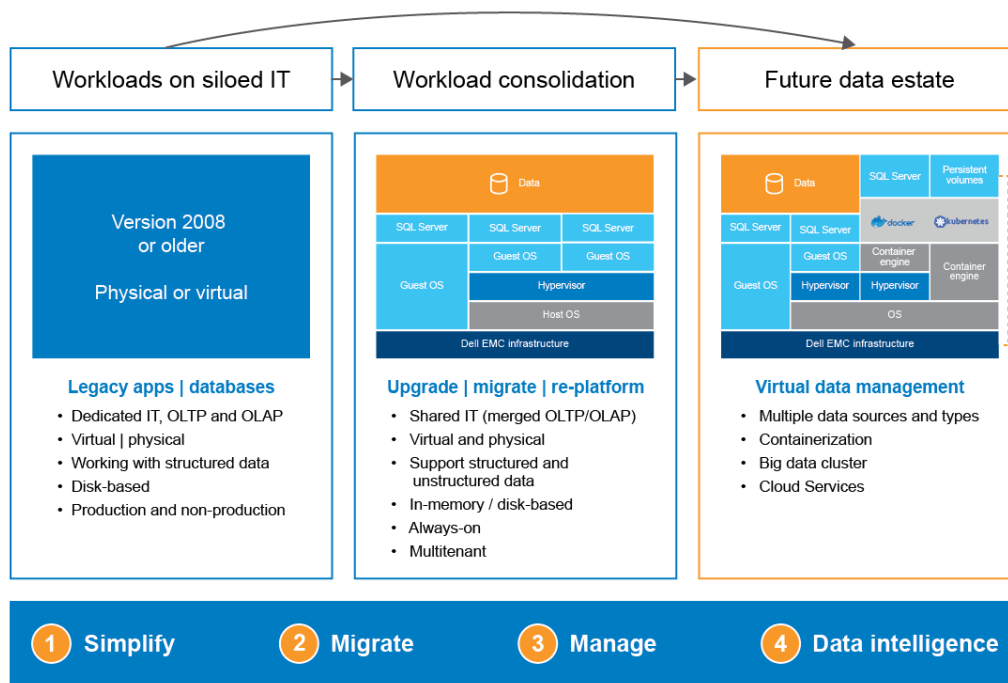 Workloads on siloed IT
Workload consolidation
Future data estate
Version 2008
or older
Physical or virtual
Legacy apps | databases
• Dedicated IT, OLTP and OLAP
• Virtual | physical
• Working with structured data
• Disk-based
• Production and non-production
Data
SQL Server
SQL Server
SQL Server
Guest OS
Guest OS
Guest OS
Hypervisor
Host OS
Dell EMC infrastructure
Upgrade | migrate | re-platform
• Shared IT (merged OLTP/OLAP)
• Virtual and physical
• Support structured and
unstructured data
• In-memory / disk-based
• Always-on
• Multitenant
Data
SQL Server
Persistent
volumes
docker
kubernetes
SQL Server
SQL Server
Guest OS
Guest OS
Container
engine
Container
engine
Hypervisor
Hypervisor
OS
Dell EMC infrastructure
Virtual data management
• Multiple data sources and types
• Containerization
• Big data cluster
• Cloud Services
1 Simplify
2 Migrate
3 Manage
4 Data intelligence